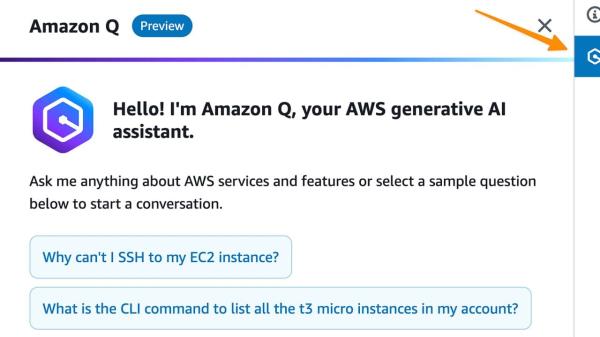 Amazon Q Preview
Hello! I'm Amazon Q, your AWS generative AI
assistant.
Ask me anything about AWS services and features or select a sample question
below to start a conversation.
Why can't I SSH to my EC2 instance?
What is the CLI command to list all the t3 micro instances in my account?